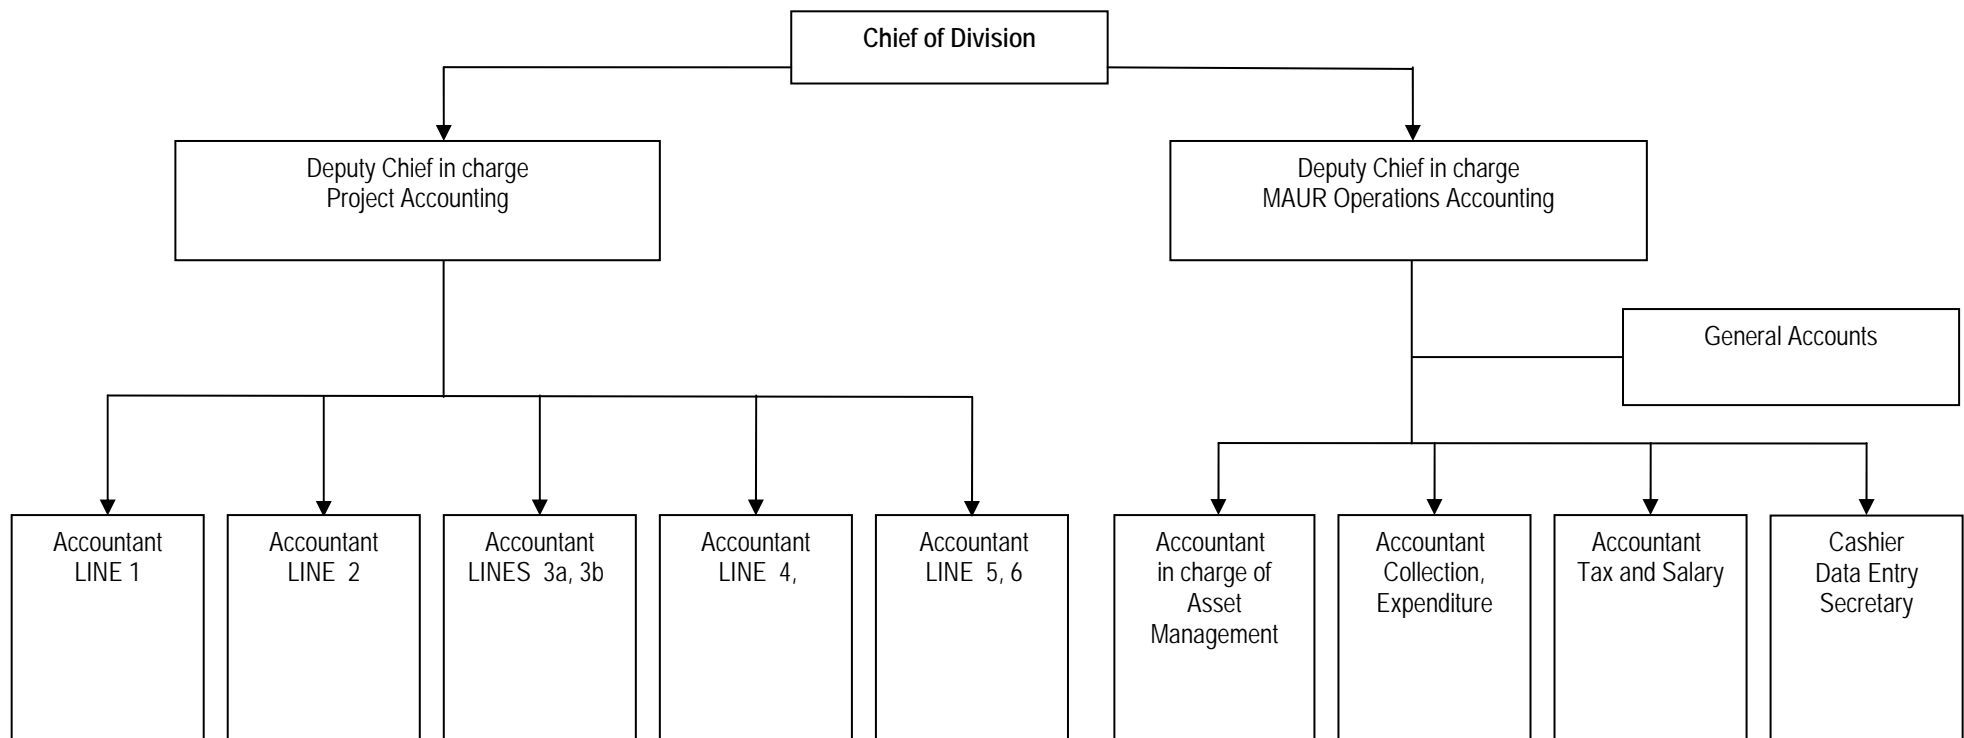 Chief of Division
Deputy Chief in charge
Project Accounting
Deputy Chief in charge
MAUR Operations Accounting
General Accounts
Accountant
LINE 1
Accountant
LINE 2
Accountant
LINES 3a, 3b
Accountant
LINE 4,
Accountant
LINE 5, 6
Accountant
in charge of
Asset
Management
Accountant
Collection,
Expenditure
Accountant
Tax and Salary
Cashier
Data Entry
Secretary